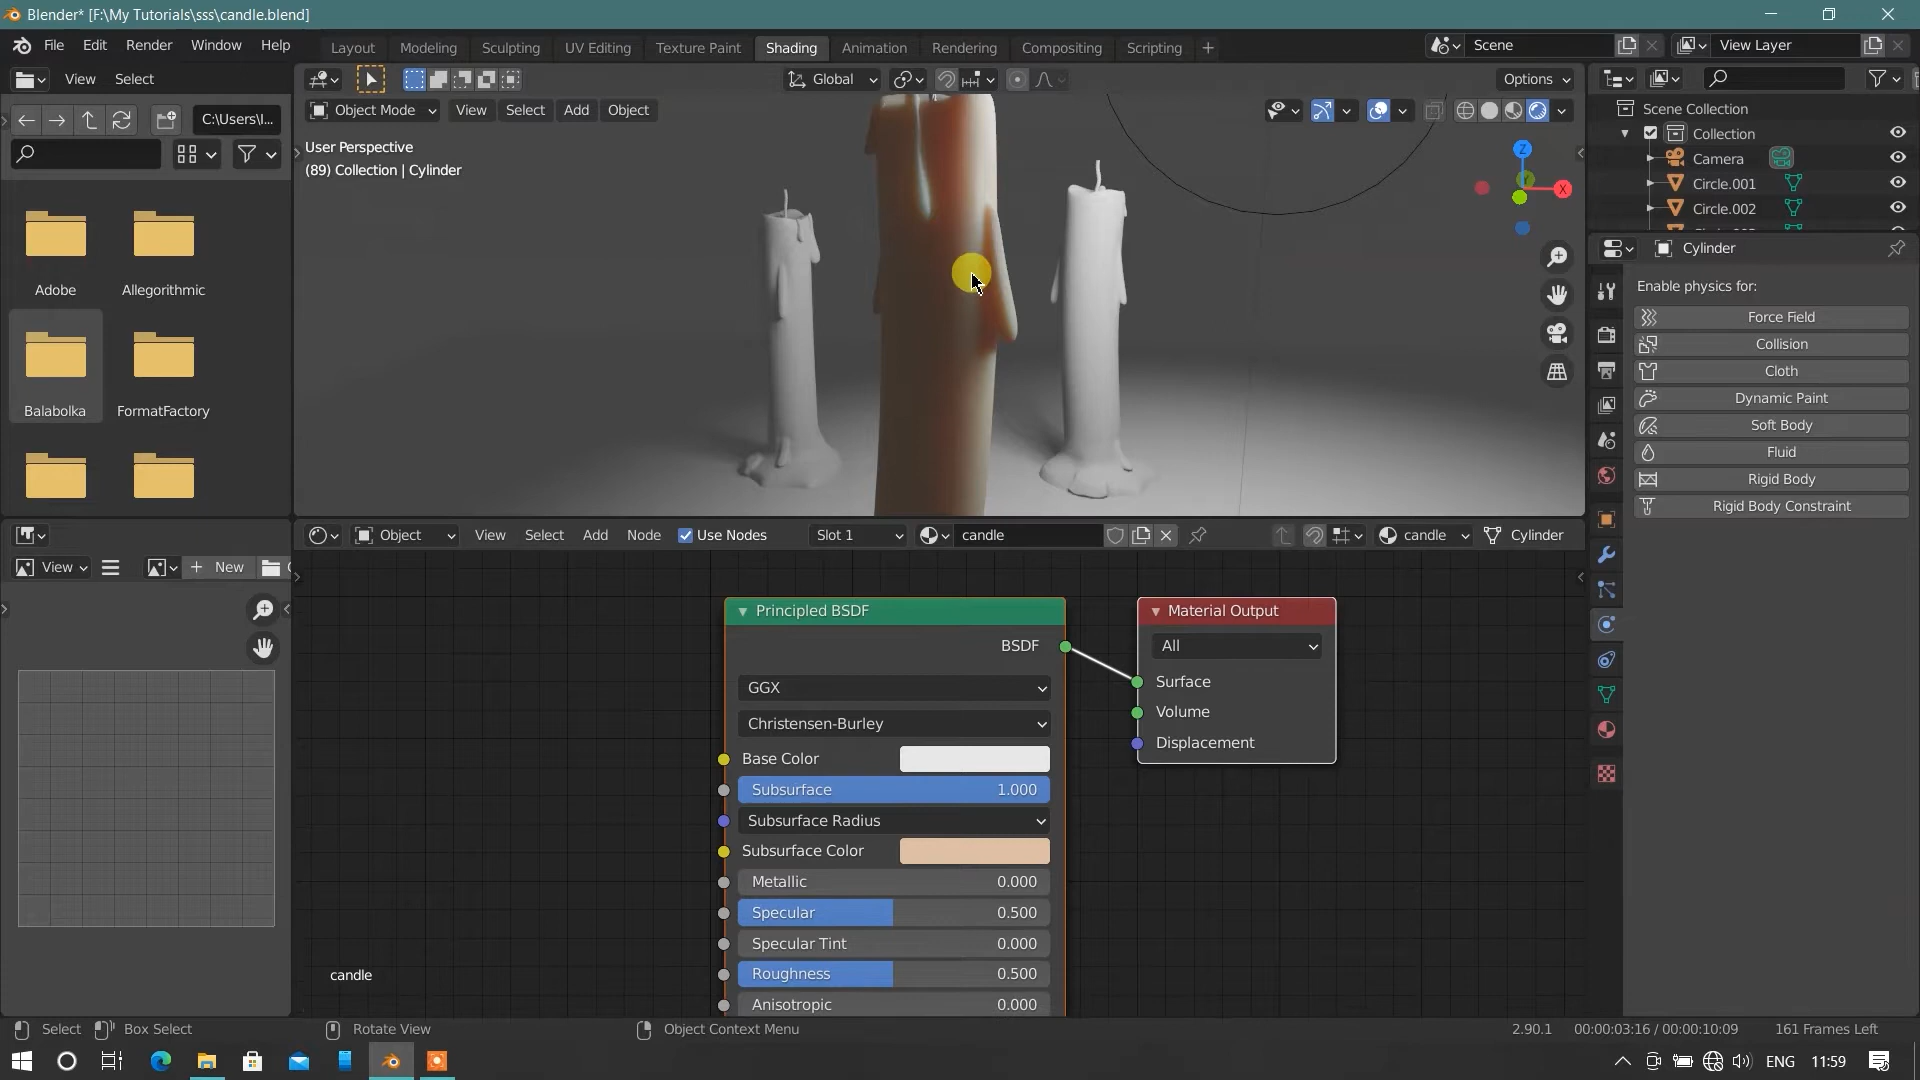 Blender* [F:\My Tutorials\sss\candle.blend]
File Edit Render Window Help
Layout Modeling Sculpting UV Editing Texture Paint Shading Animation Rendering Compositing Scripting +
Scene
View Layer
View Select
Global
Options
C:\Users\I...
Object Mode View Select Add Object
User Perspective
(89) Collection | Cylinder
Z
X
Adobe
Allegorithmic
Balabolka
FormatFactory
Scene Collection
Collection
Camera
Circle.001
Circle.002
Cylinder
Enable physics for:
Force Field
Collision
Cloth
Dynamic Paint
Soft Body
Fluid
Rigid Body
Rigid Body Constraint
View
New
Object View Select Add Node Use Nodes Slot 1 candle candle Cylinder
Principled BSDF
BSDF
GGX
Christensen-Burley
Base Color
Subsurface 1.000
Subsurface Radius
Subsurface Color
Metallic 0.000
Specular 0.500
Specular Tint 0.000
Roughness 0.500
Anisotropic 0.000
Material Output
All
Surface
Volume
Displacement
candle
Select Box Select Rotate View Object Context Menu
2.90.1 00:00:03:16 / 00:00:10:09 161 Frames Left
ENG 11:59